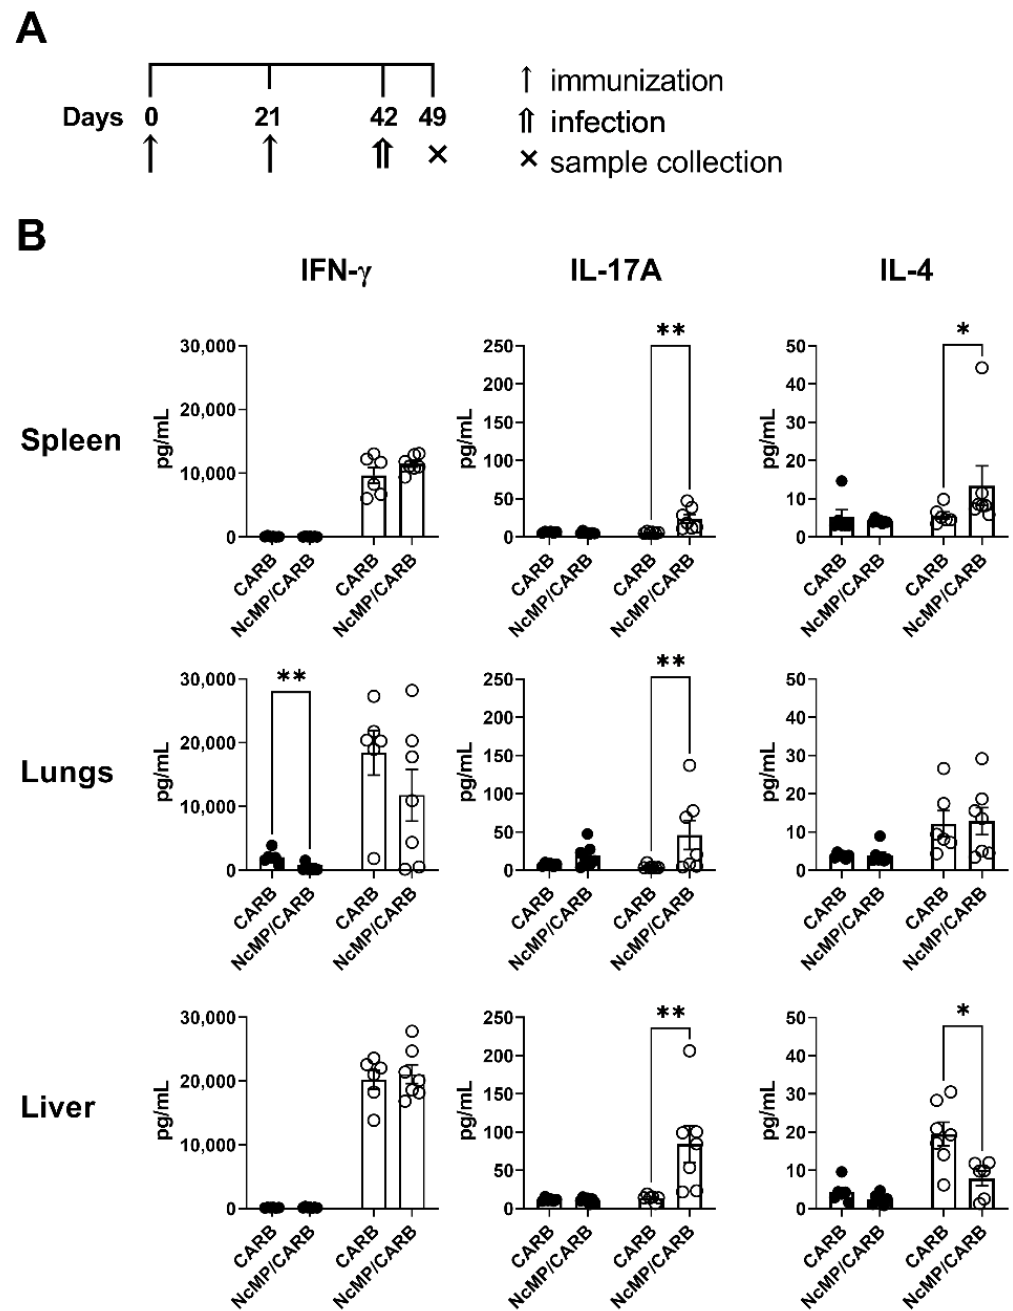 A
Days 0 21 42 49
↑ immunization
⇑ infection
× sample collection
B
IFN-γ IL-17A IL-4
Spleen
pg/mL
30,000
20,000
10,000
0
CARB
NcMP/CARB
CARB
NcMP/CARB
pg/mL
250
200
150
100
50
0
**
CARB
NcMP/CARB
CARB
NcMP/CARB
pg/mL
50
40
30
20
10
0
*
CARB
NcMP/CARB
CARB
NcMP/CARB
Lungs
pg/mL
30,000
20,000
10,000
0
**
CARB
NcMP/CARB
CARB
NcMP/CARB
pg/mL
250
200
150
100
50
0
**
CARB
NcMP/CARB
CARB
NcMP/CARB
pg/mL
50
40
30
20
10
0
CARB
NcMP/CARB
CARB
NcMP/CARB
Liver
pg/mL
30,000
20,000
10,000
0
CARB
NcMP/CARB
CARB
NcMP/CARB
pg/mL
250
200
150
100
50
0
**
CARB
NcMP/CARB
CARB
NcMP/CARB
pg/mL
50
40
30
20
10
0
*
CARB
NcMP/CARB
CARB
NcMP/CARB